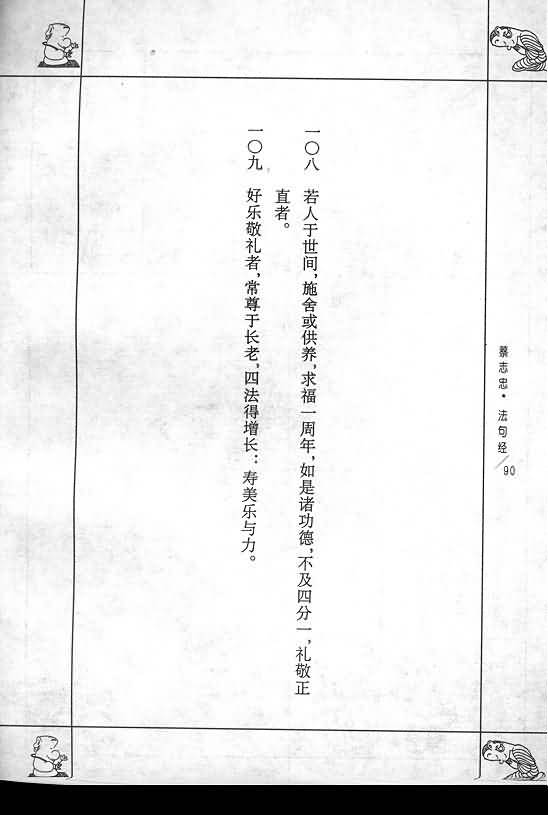 一〇八 若人于世间，施舍或供养，求福一周年，如是诸功德，不及四分一，礼敬正
直者。
一〇九 好乐敬礼者，常尊于长老，四法得增长：寿美乐与力。
蔡志忠·法句经/90